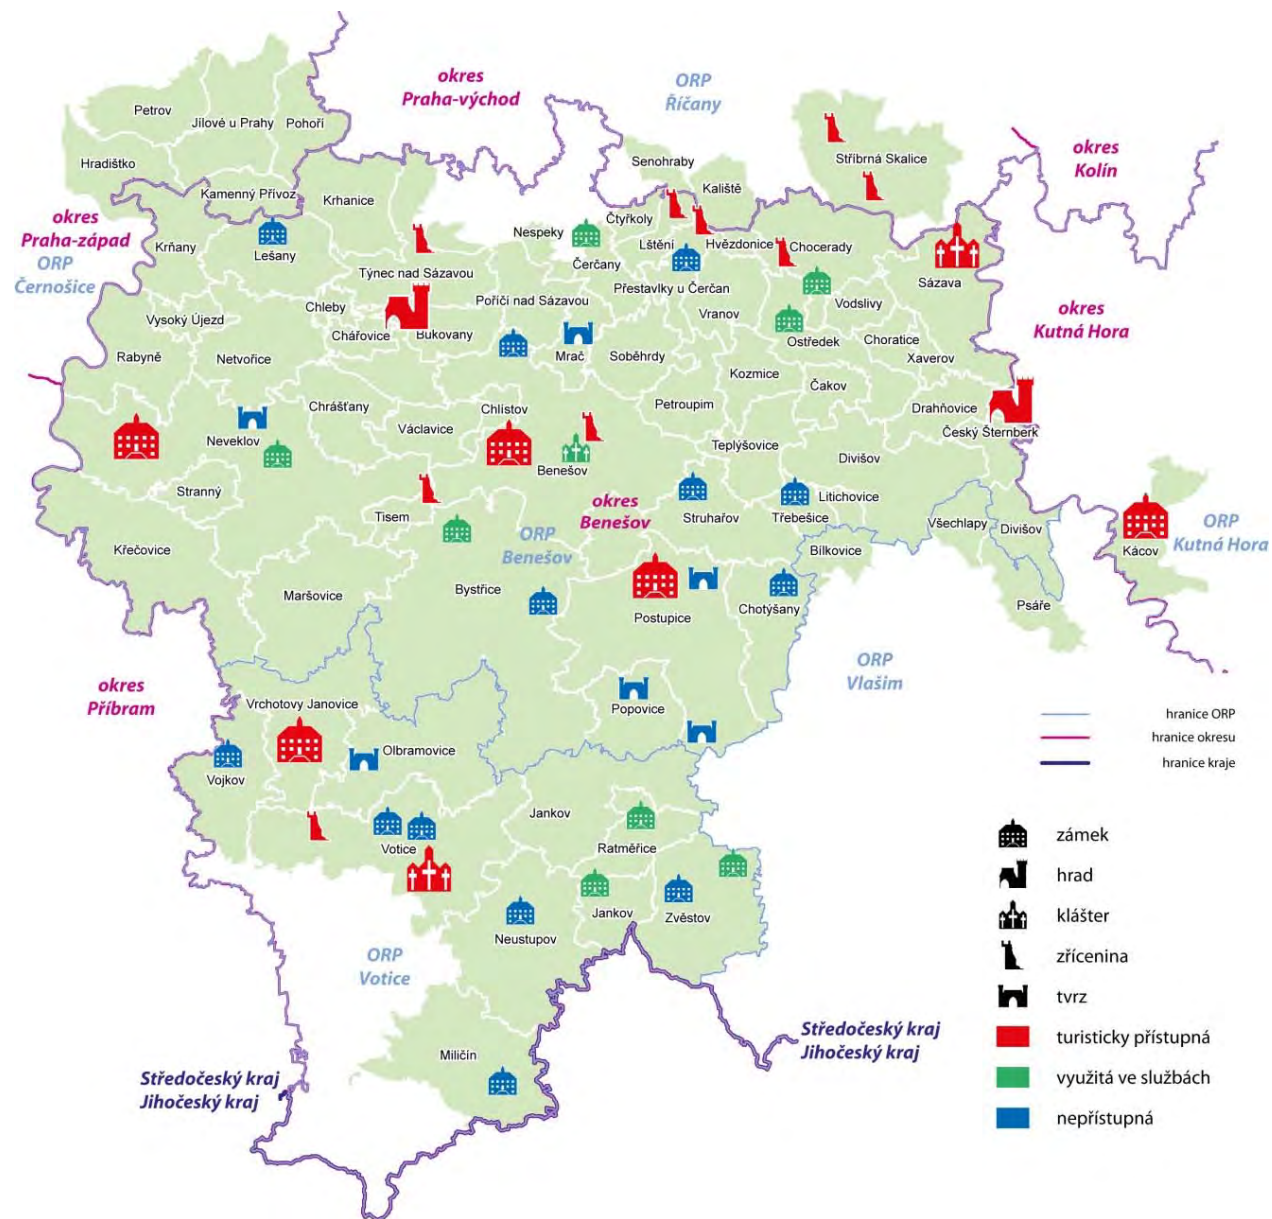 okres
Praha-východ
ORP
Říčany
okres
Kolín
Petrov
Jílové u Prahy
Pohoří
Hradištko
Kamenný Přívoz
Krhanice
Senohraby
Kaliště
Stříbrná Skalice
okres
Praha-západ
ORP
Černošice
Krňany
Lešany
Nespeky
Čtyřkoly
Lštění
Hvězdonice
Chocerady
Týnec nad Sázavou
Čerčany
Přestavlky u Čerčan
Sázava
okres
Kutná Hora
Vysoký Újezd
Chleby
Poříčí nad Sázavou
Vranov
Vodslivy
Chářovice
Bukovany
Ostředek
Choratice
Rabyně
Netvořice
Mrač
Soběhrdy
Xaverov
Kozmice
Čakov
Chrášťany
Chlístov
Petroupim
Drahňovice
Václavice
Český Šternberk
Neveklov
Teplýšovice
Benešov
Divišov
Stranný
okres
Benešov
Litichovice
Tisem
Struhařov
Třebešice
Všechlapy
Divišov
ORP
Kutná Hora
Křečovice
ORP
Benešov
Bílkovice
Kácov
Maršovice
Bystřice
Postupice
Chotýšany
Psáře
okres
Příbram
ORP
Vlašim
Vrchotovy Janovice
Popovice
Olbramovice
Vojkov
Jankov
Votice
Ratměřice
Jankov
Zvěstov
Neustupov
ORP
Votice
Miličín
Středočeský kraj
Jihočeský kraj
Středočeský kraj
Jihočeský kraj
hranice ORP
hranice okresu
hranice kraje
zámek
hrad
klášter
zřícenina
tvrz
turisticky přístupná
využitá ve službách
nepřístupná